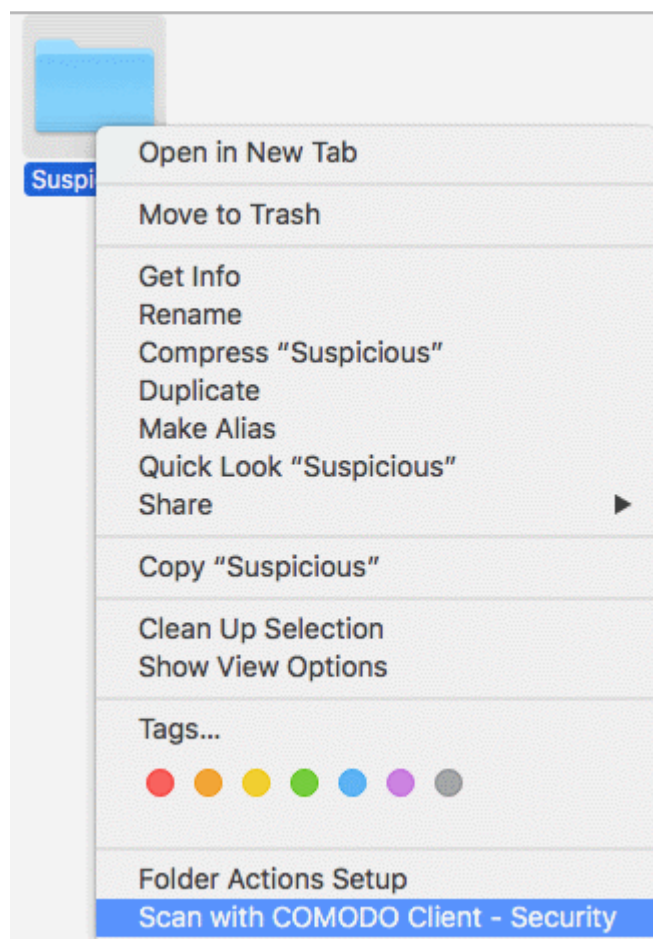 Suspi
Open in New Tab
Move to Trash
Get Info
Rename
Compress “Suspicious”
Duplicate
Make Alias
Quick Look “Suspicious”
Share
Copy “Suspicious”
Clean Up Selection
Show View Options
Tags...
Folder Actions Setup
Scan with COMODO Client - Security